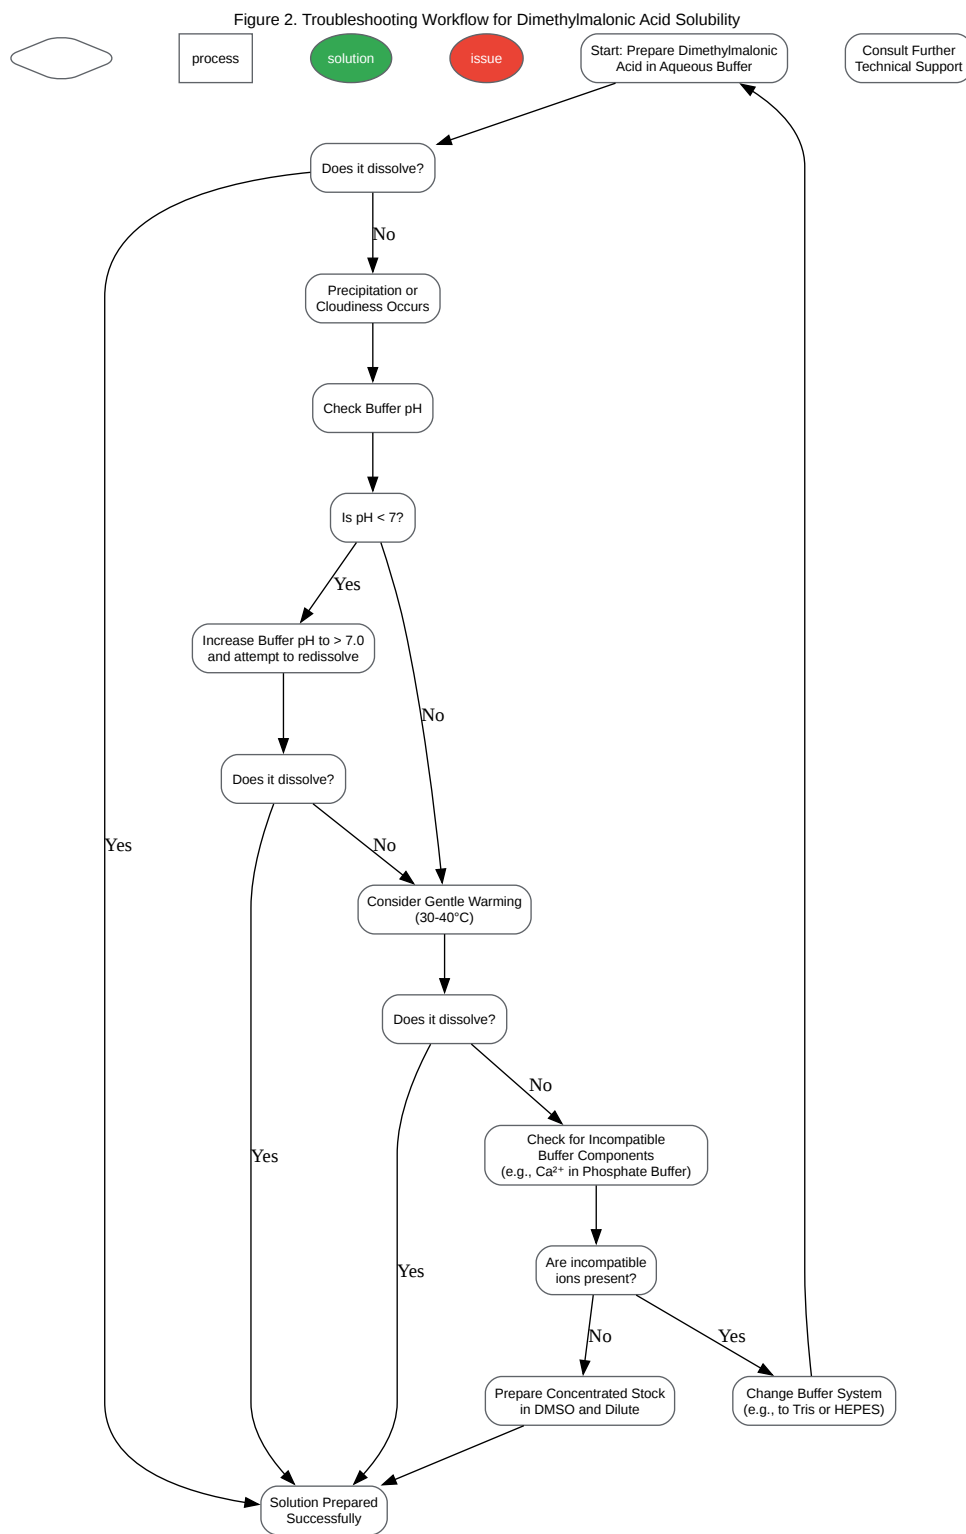 Figure 2. Troubleshooting Workflow for Dimethylmalonic Acid Solubility
process
solution
issue
Start: Prepare Dimethylmalonic
Acid in Aqueous Buffer
Consult Further
Technical Support
Does it dissolve?
No
Precipitation or
Cloudiness Occurs
Check Buffer pH
Is pH < 7?
Yes
Increase Buffer pH to > 7.0
and attempt to redissolve
No
Does it dissolve?
Yes
No
Consider Gentle Warming
(30-40°C)
Does it dissolve?
No
Check for Incompatible
Buffer Components
(e.g., Ca²⁺ in Phosphate Buffer)
Yes
Are incompatible
ions present?
Yes
No
Yes
Prepare Concentrated Stock
in DMSO and Dilute
Change Buffer System
(e.g., to Tris or HEPES)
Solution Prepared
Successfully